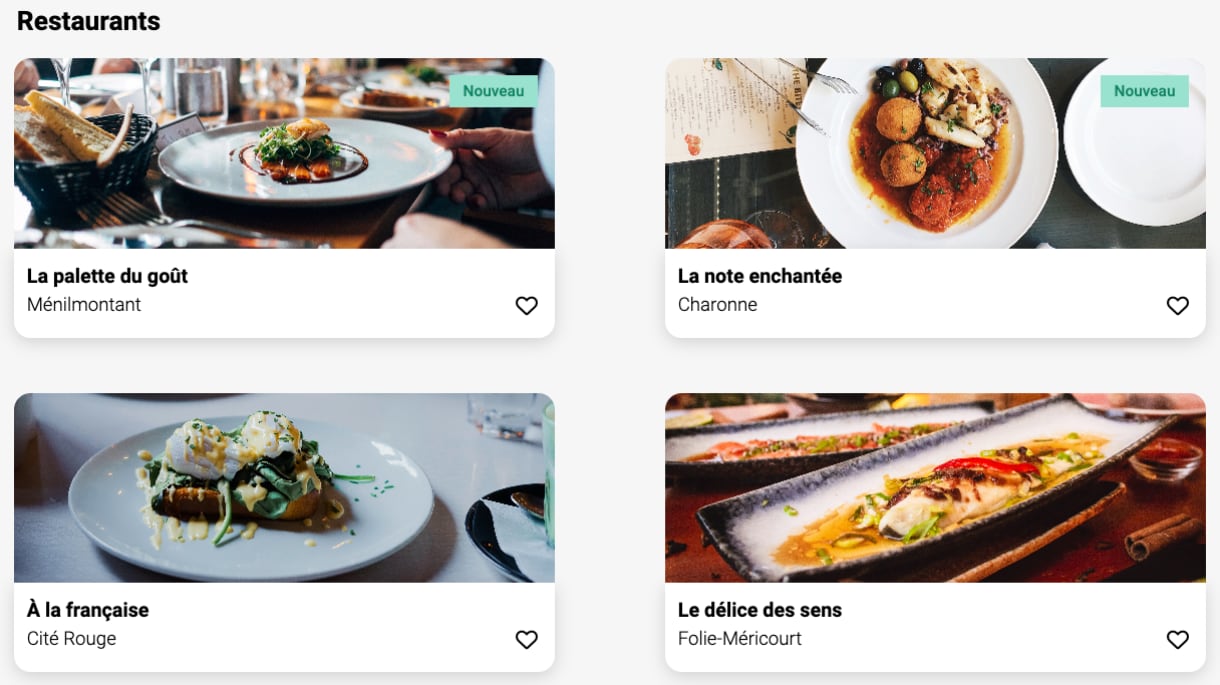 Restaurants
Nouveau
Nouveau
La palette du goût
Ménilmontant
La note enchantée
Charonne
À la française
Cité Rouge
Le délice des sens
Folie-Méricourt